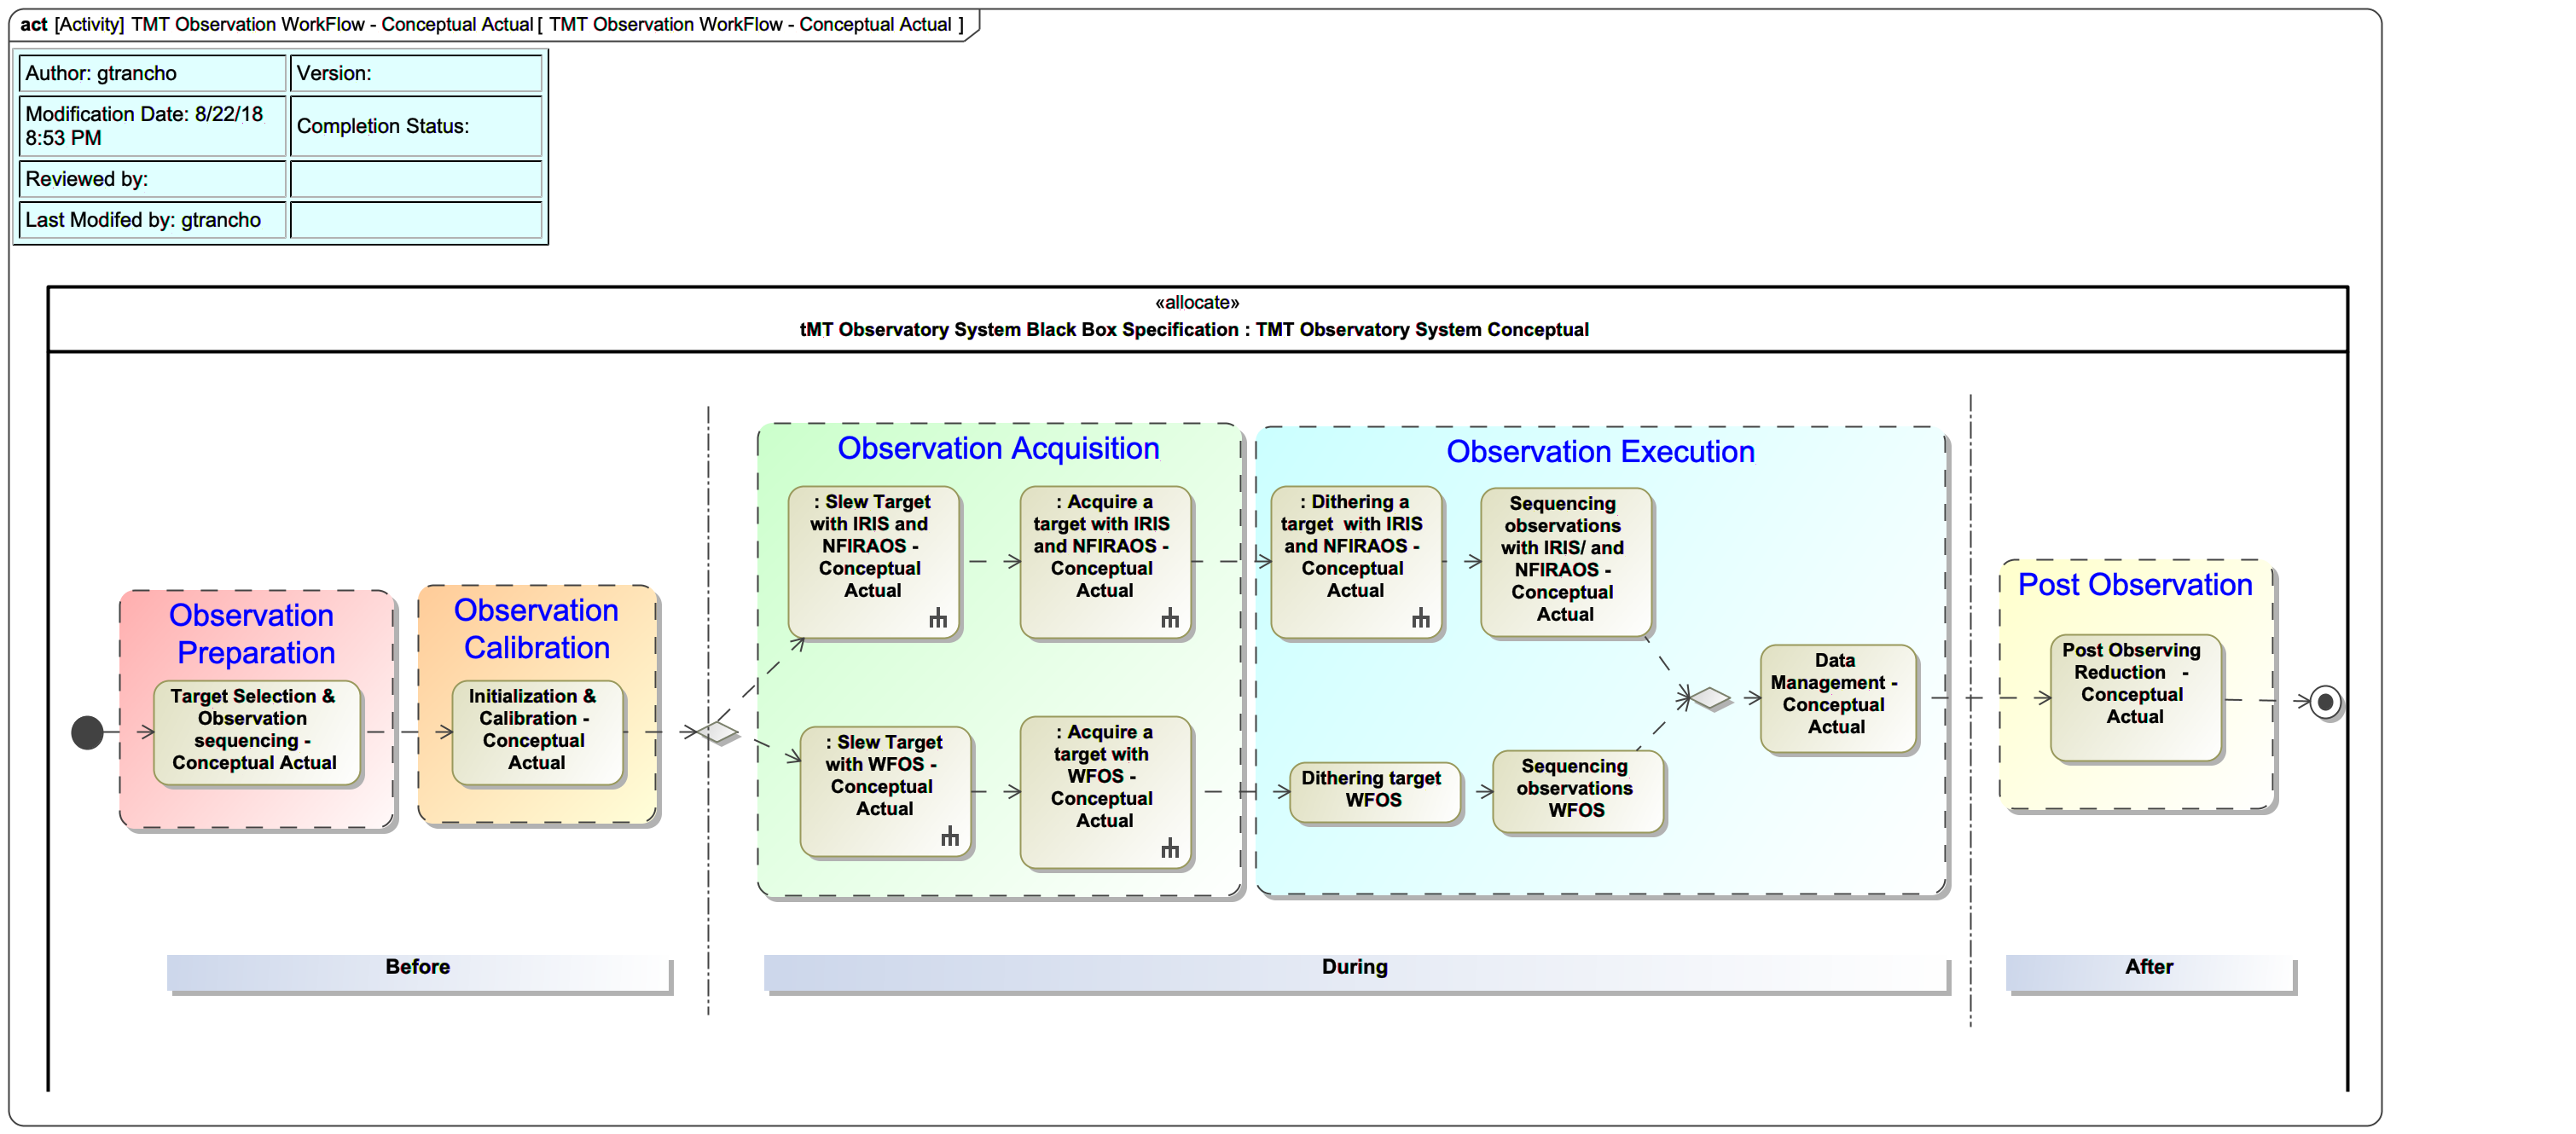 act [Activity] TMT Observation WorkFlow - Conceptual Actual [ TMT Observation WorkFlow - Conceptual Actual ]
Author: gtrancho
Version:
Modification Date: 8/22/18
8:53 PM
Completion Status:
Reviewed by:
Last Modifed by: gtrancho
«allocate»
tMT Observatory System Black Box Specification : TMT Observatory System Conceptual
Observation
Preparation
Target Selection &
Observation
sequencing -
Conceptual Actual
Observation
Calibration
Initialization &
Calibration -
Conceptual
Actual
Observation Acquisition
: Slew Target
with IRIS and
NFIRAOS -
Conceptual
Actual
: Acquire a
target with IRIS
and NFIRAOS -
Conceptual
Actual
: Slew Target
with WFOS -
Conceptual
Actual
: Acquire a
target with
WFOS -
Conceptual
Actual
Observation Execution
: Dithering a
target with IRIS
and NFIRAOS -
Conceptual
Actual
Sequencing
observations
with IRIS/ and
NFIRAOS -
Conceptual
Actual
Dithering target
WFOS
Sequencing
observations
WFOS
Data
Management -
Conceptual
Actual
Post Observation
Post Observing
Reduction -
Conceptual
Actual
Before
During
After